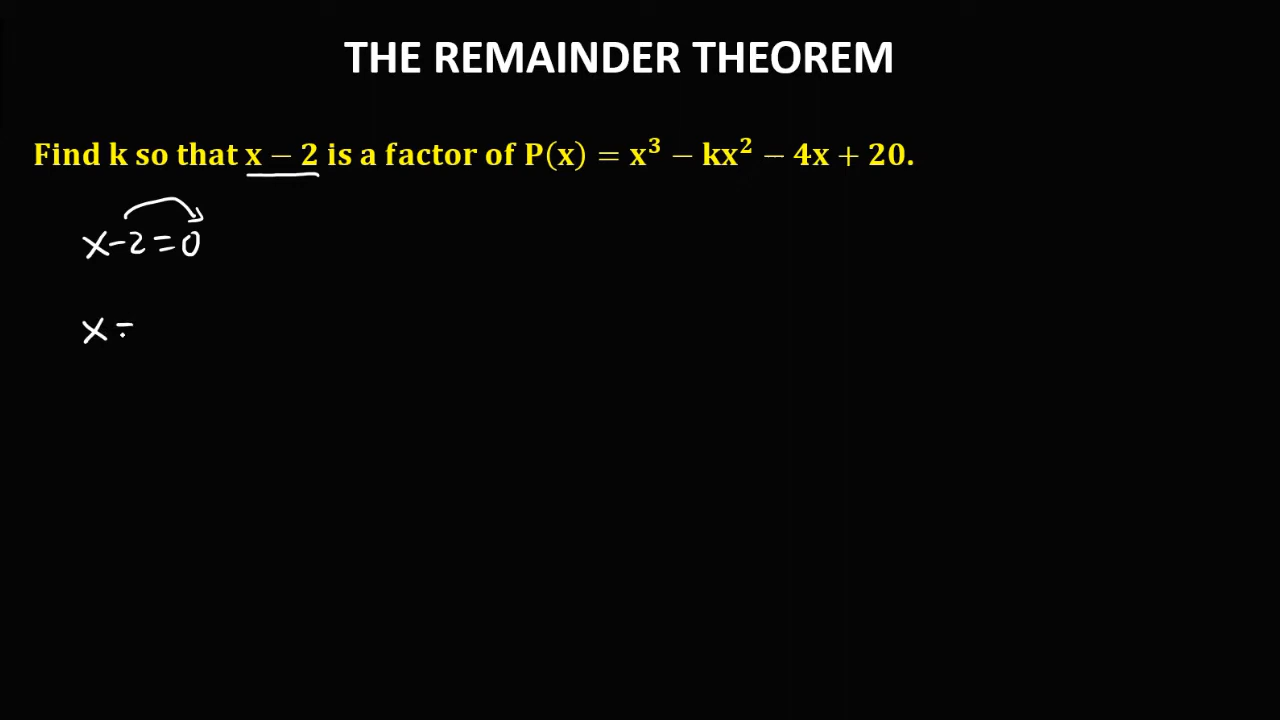 THE REMAINDER THEOREM
Find k so that x − 2 is a factor of P(x) = x³ − kx² − 4x + 20.
x-2=0
x=